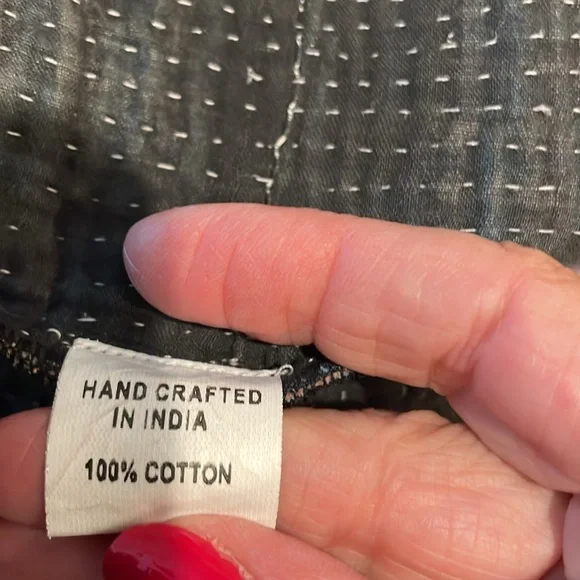 HAND CRAFTED
IN INDIA
100% COTTON